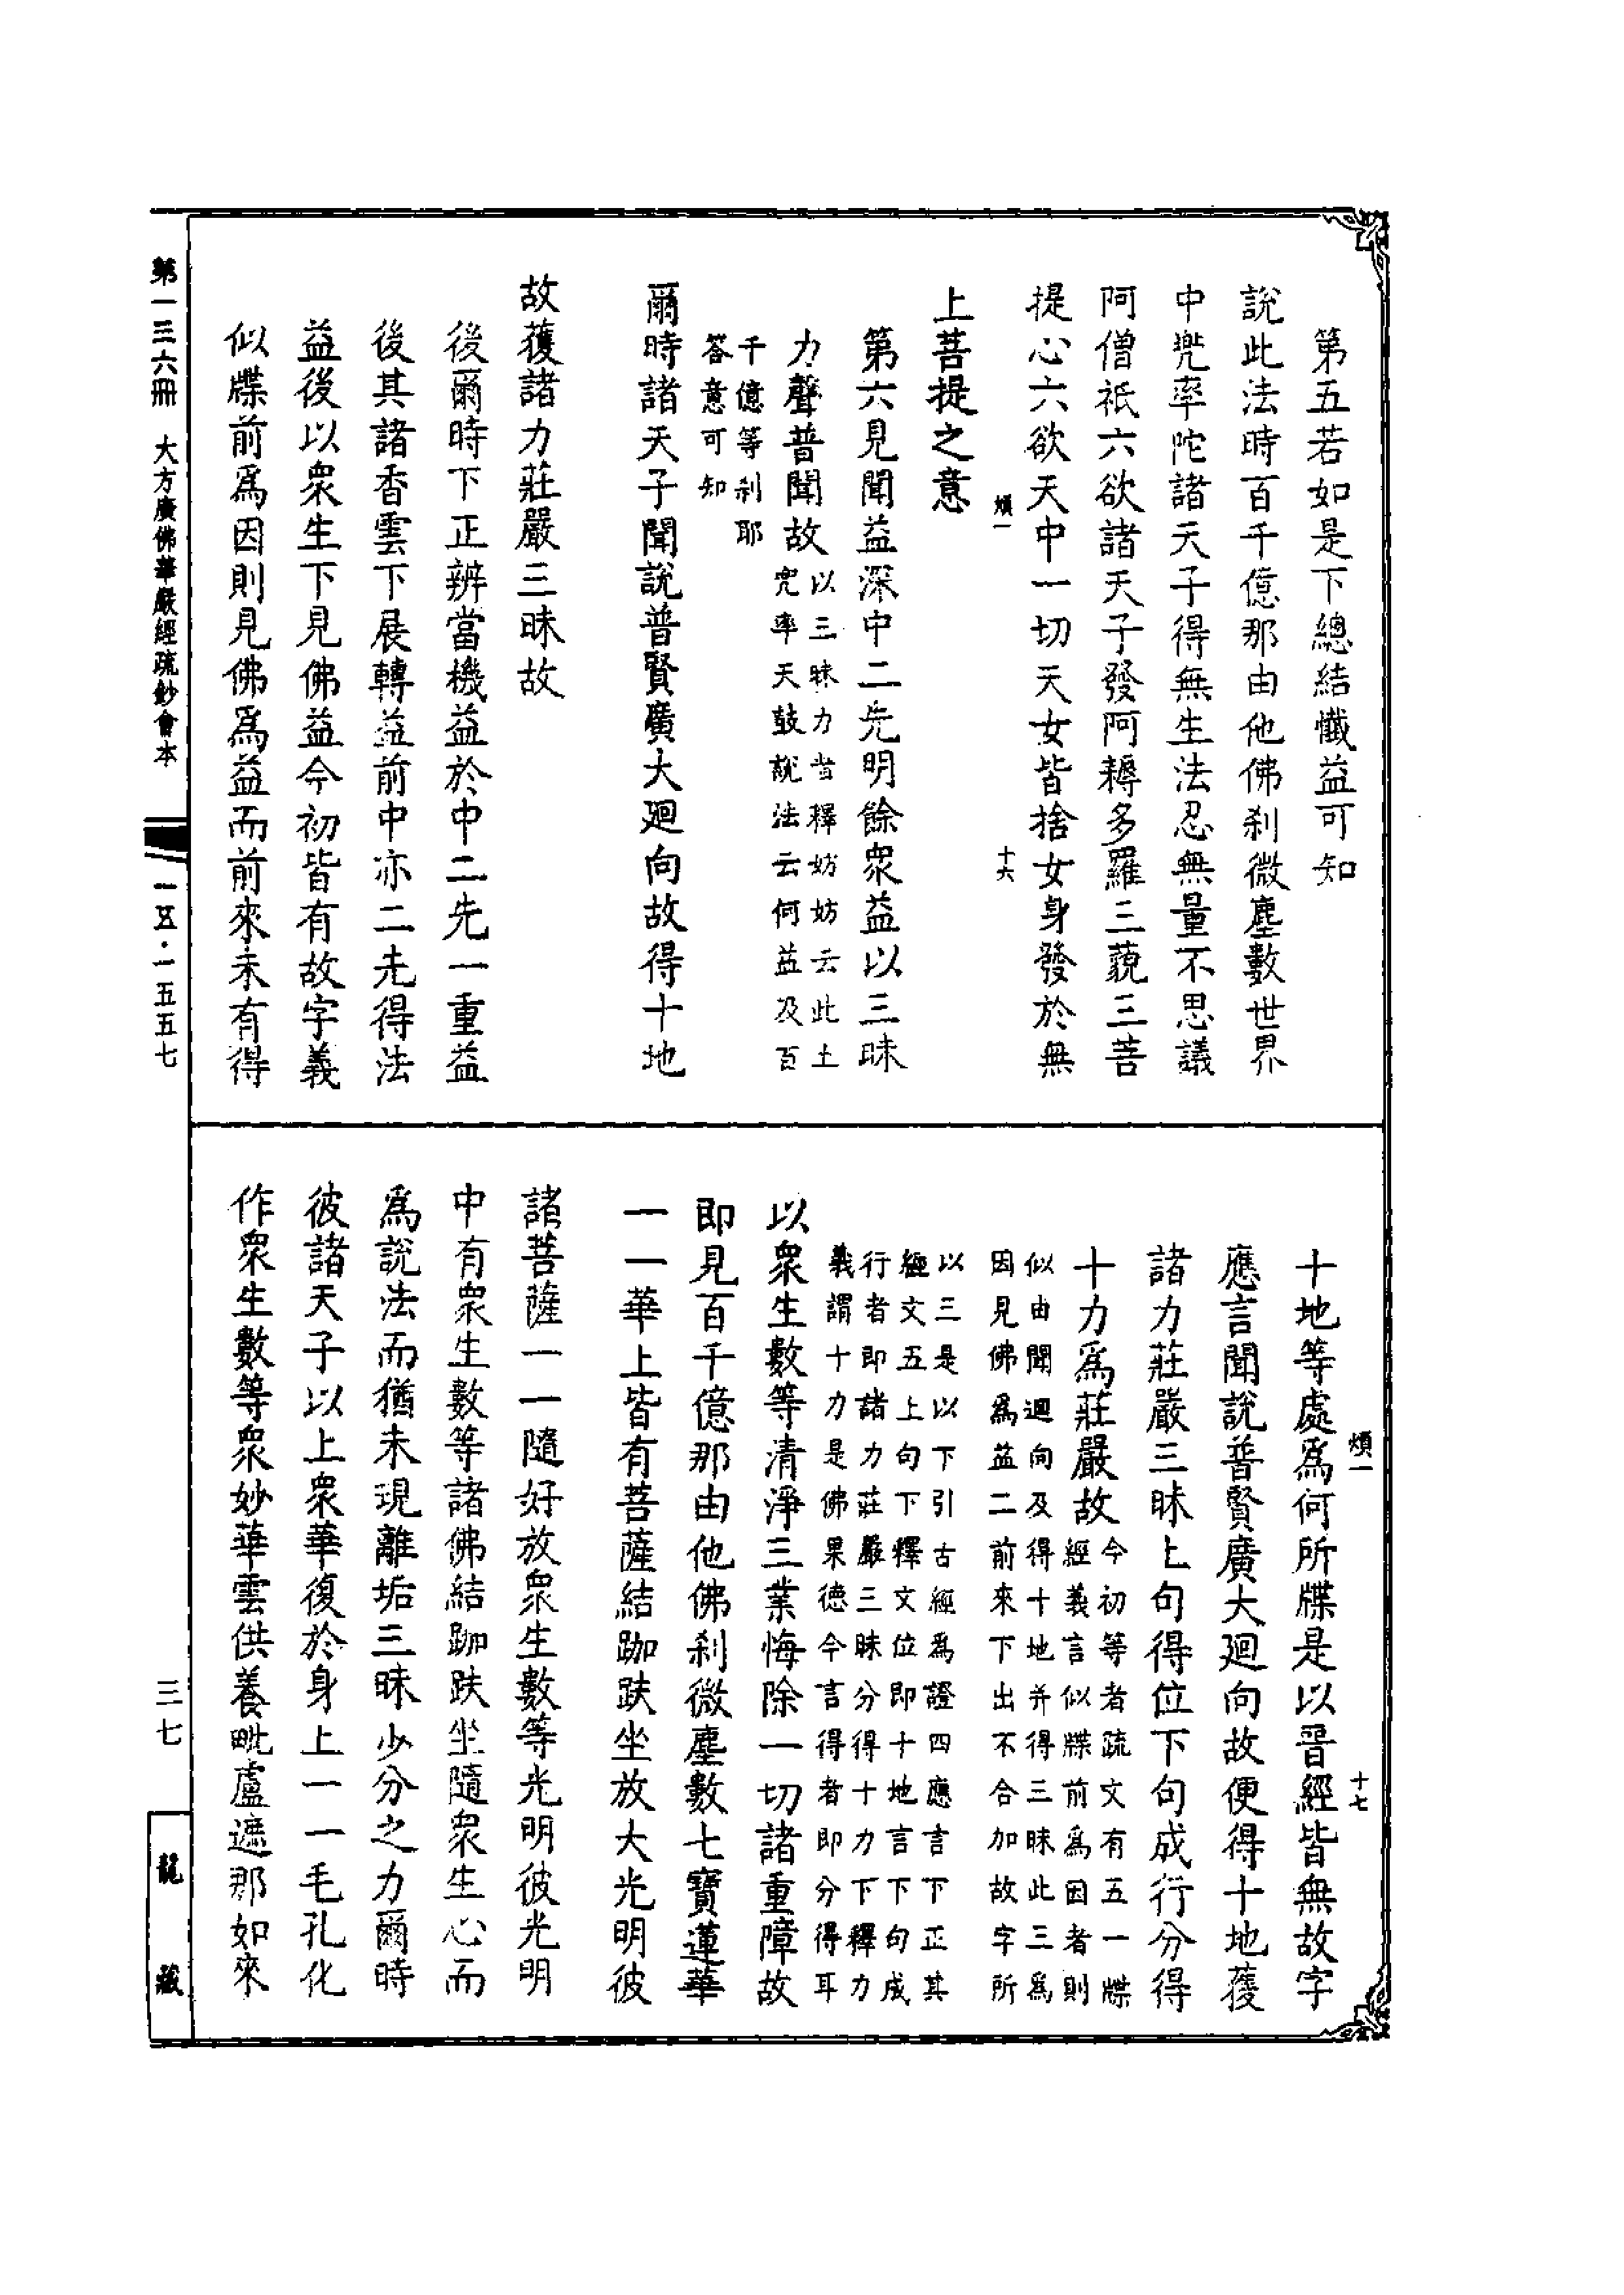 第五若如是下總結懺益可知
說此法時百千億那由他佛刹微塵數世界
中兜率陀諸天子得無生法忍無量不思議
阿僧祇六欲諸天子發阿耨多羅三藐三菩
提心六欲天中一切天女皆捨女身發於無
煩一
十六
上菩提之意
第六見聞益深中二先明餘衆益以三昧
力聲普聞故
以三昧力者釋妨妨云此土
兜率天鼓說法云何益及百
千億等刹耶
答意可知
爾時諸天子聞說普賢廣大廻向故得十地
故獲諸力莊嚴三昧故
後爾時下正辨當機益於中二先一重益
後其諸香雲下展轉益前中亦二先得法
益後以衆生下見佛益今初皆有故字義
似牒前爲因則見佛爲益而前來未有得
煩一
十七
十地等處爲何所牒是以晉經皆無故字
應言聞說普賢廣大廻向故便得十地獲
諸力莊嚴三昧上句得位下句成行分得
十力爲莊嚴故
今初等者疏文有五一牒
經義言似牒前爲因者則
似由聞迴向及得十地并得三昧此三爲
因見佛爲益二前來下出不合加故字所
以三是以下引古經爲證四應言下正其
經文五上句下釋文位即十地言下句成
行者即諸力莊嚴三昧分得十力下釋力
義謂十力是佛果德今言得者即分得耳
以衆生數等清淨三業悔除一切諸重障故
即見百千億那由他佛刹微塵數七寶蓮華
一一華上皆有菩薩結跏趺坐放大光明彼
諸菩薩一一隨好放衆生數等光明彼光明
中有衆生數等諸佛結跏趺坐隨衆生心而
爲說法而猶未現離垢三昧少分之力爾時
彼諸天子以上衆華復於身上一一毛孔化
作衆生數等衆妙華雲供養毗盧遮那如來
第一三六冊 大方廣佛華嚴經疏鈔會本
一五·一五五七
三七
龍藏